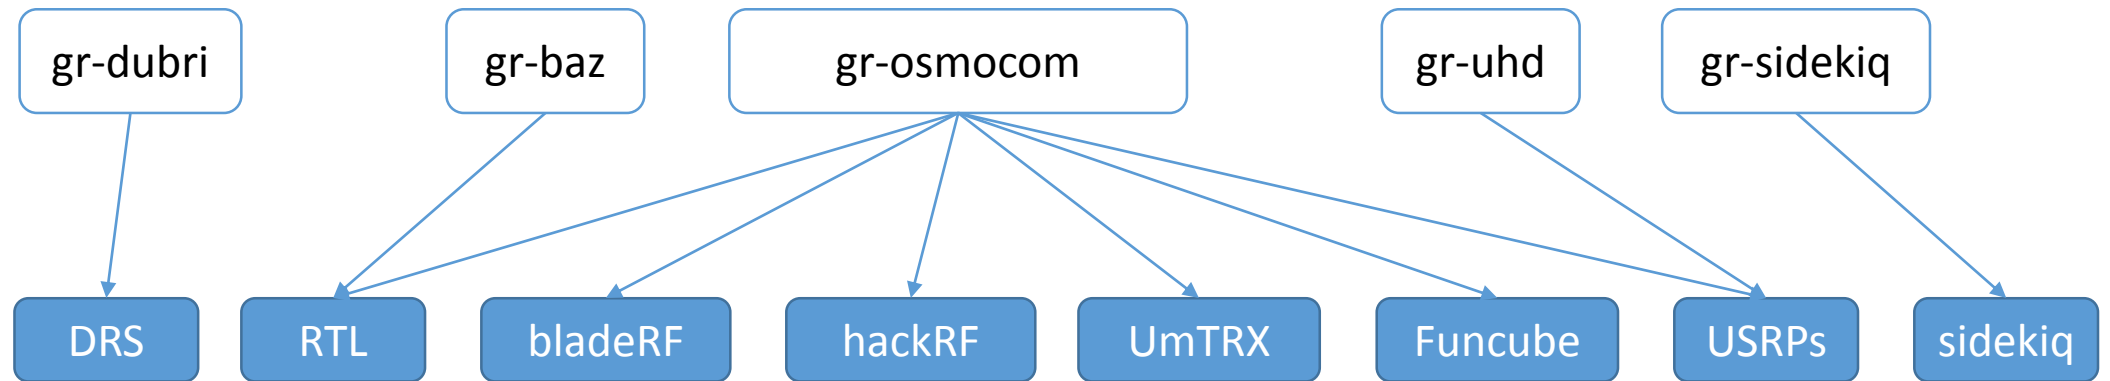 gr-dubri
gr-baz
gr-osmocom
gr-uhd
gr-sidekiq
DRS
RTL
bladeRF
hackRF
UmTRX
Funcube
USRPs
sidekiq